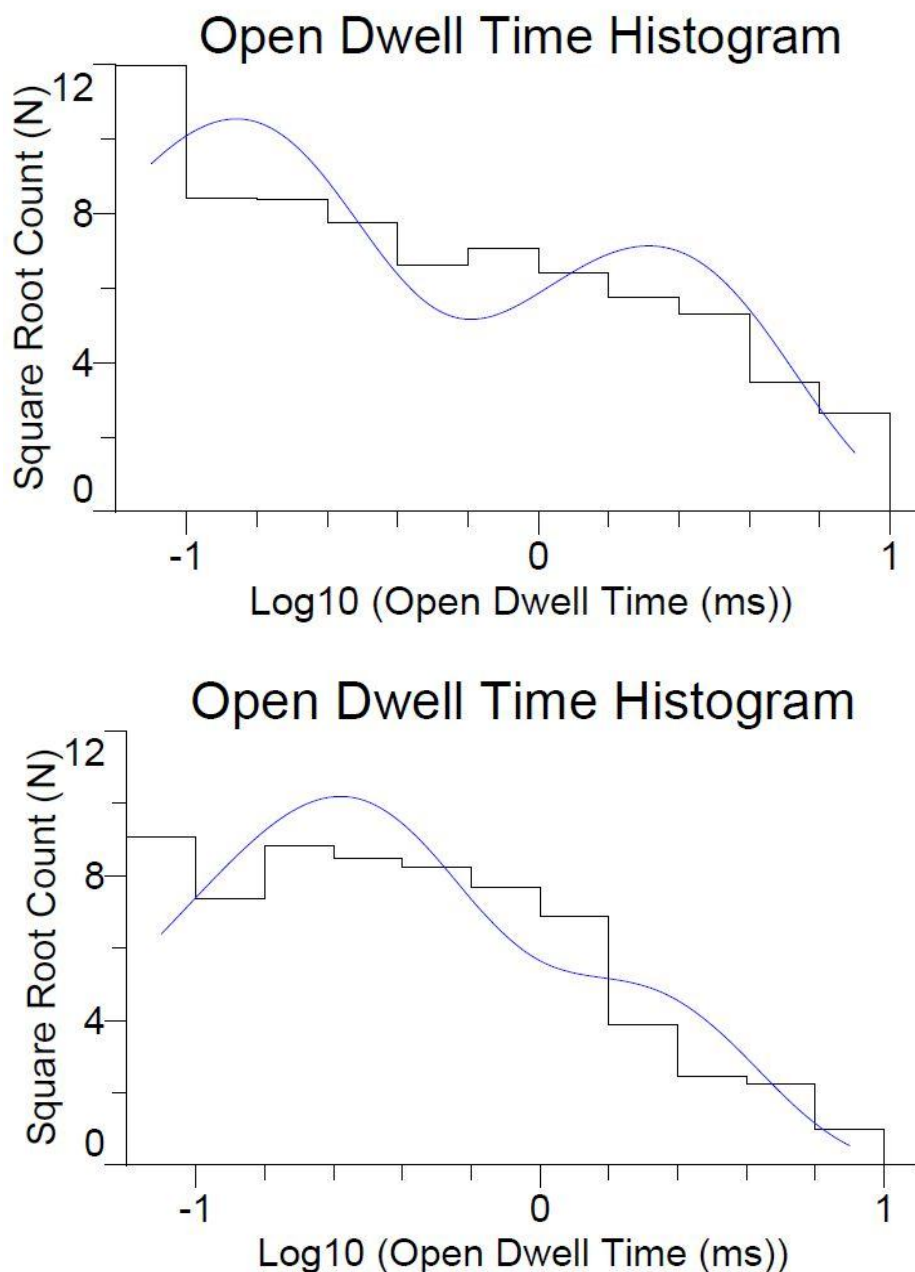 Open Dwell Time Histogram
Square Root Count (N)
12
8
4
0
-1 0 1
Log10 (Open Dwell Time (ms))
Open Dwell Time Histogram
Square Root Count (N)
12
8
4
0
-1 0 1
Log10 (Open Dwell Time (ms))